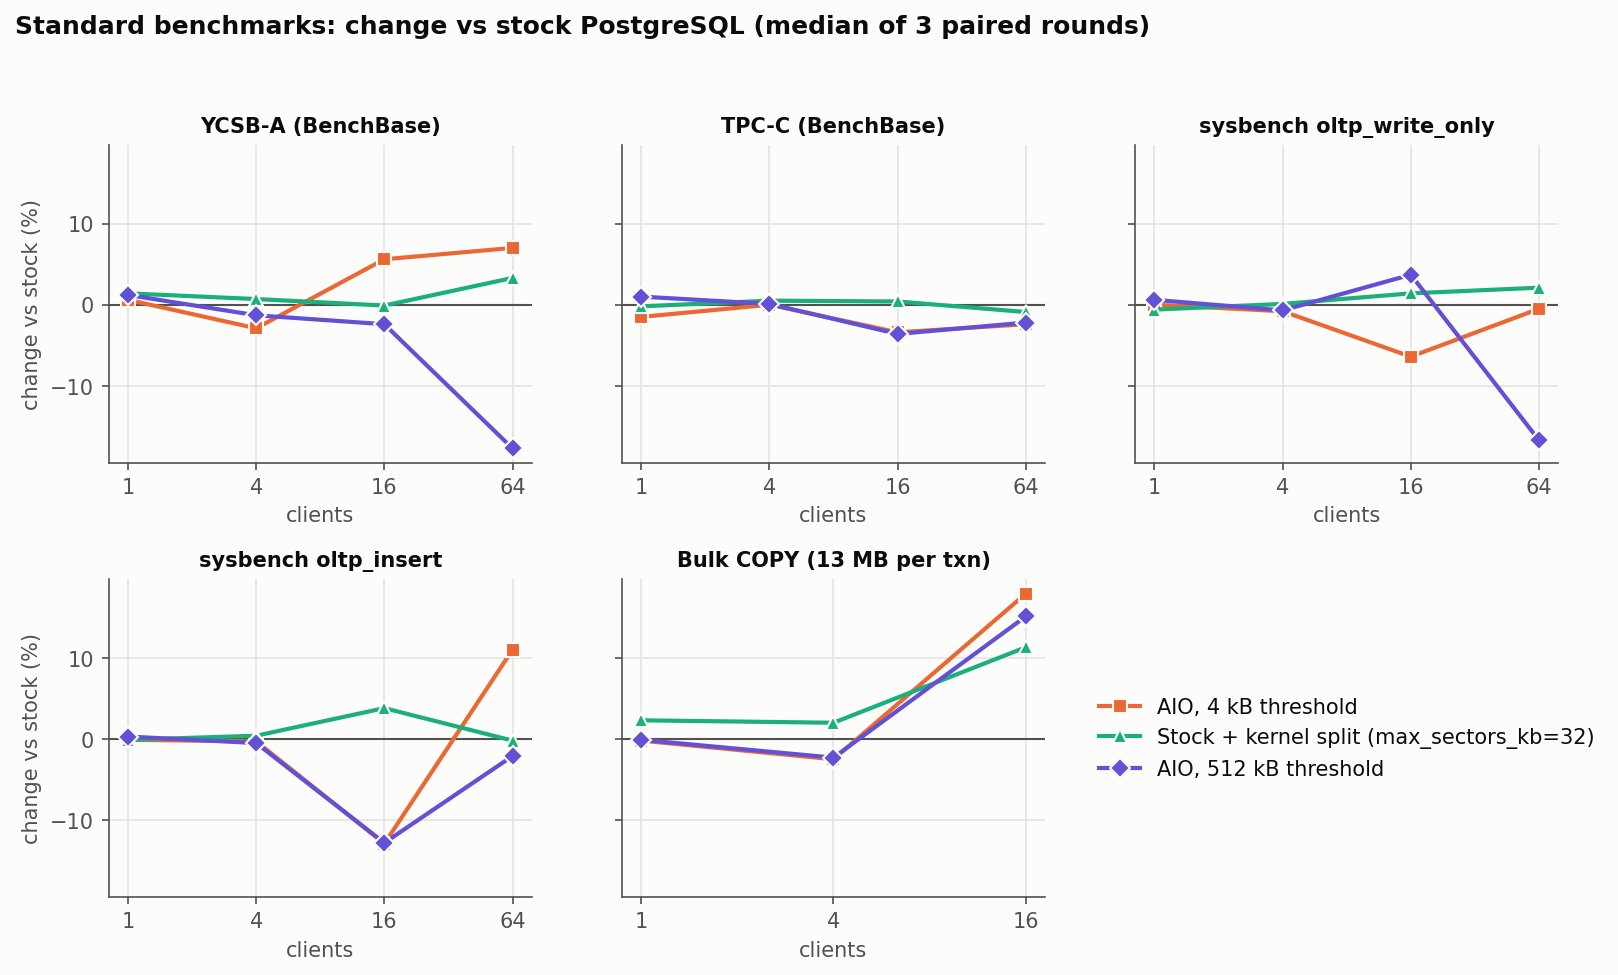 Standard benchmarks: change vs stock PostgreSQL (median of 3 paired rounds)
YCSB-A (BenchBase)
change vs stock (%)
10
0
−10
1 4 16 64
clients
TPC-C (BenchBase)
1 4 16 64
clients
sysbench oltp_write_only
1 4 16 64
clients
sysbench oltp_insert
change vs stock (%)
10
0
−10
1 4 16 64
clients
Bulk COPY (13 MB per txn)
1 4 16
clients
AIO, 4 kB threshold
Stock + kernel split (max_sectors_kb=32)
AIO, 512 kB threshold